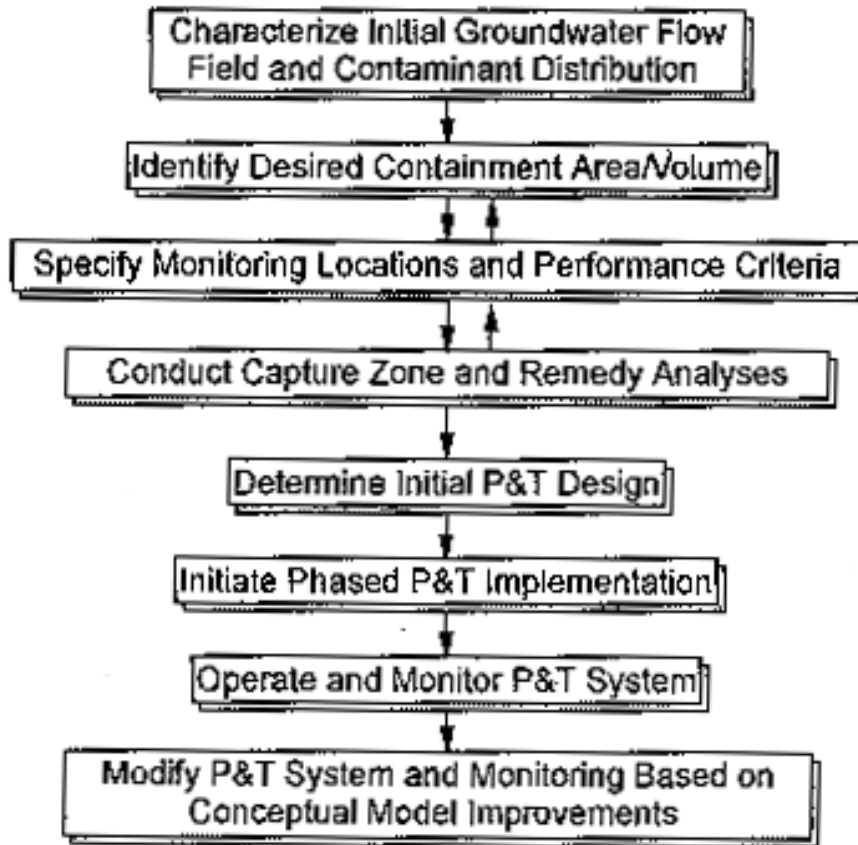 Characterize Initial Groundwater Flow
Field and Contaminant Distribution
Identify Desired Containment Area/Volume
Specify Monitoring Locations and Performance Criteria
Conduct Capture Zone and Remedy Analyses
Determine Initial P&T Design
Initiate Phased P&T Implementation
Operate and Monitor P&T System
Modify P&T System and Monitoring Based on
Conceptual Model Improvements